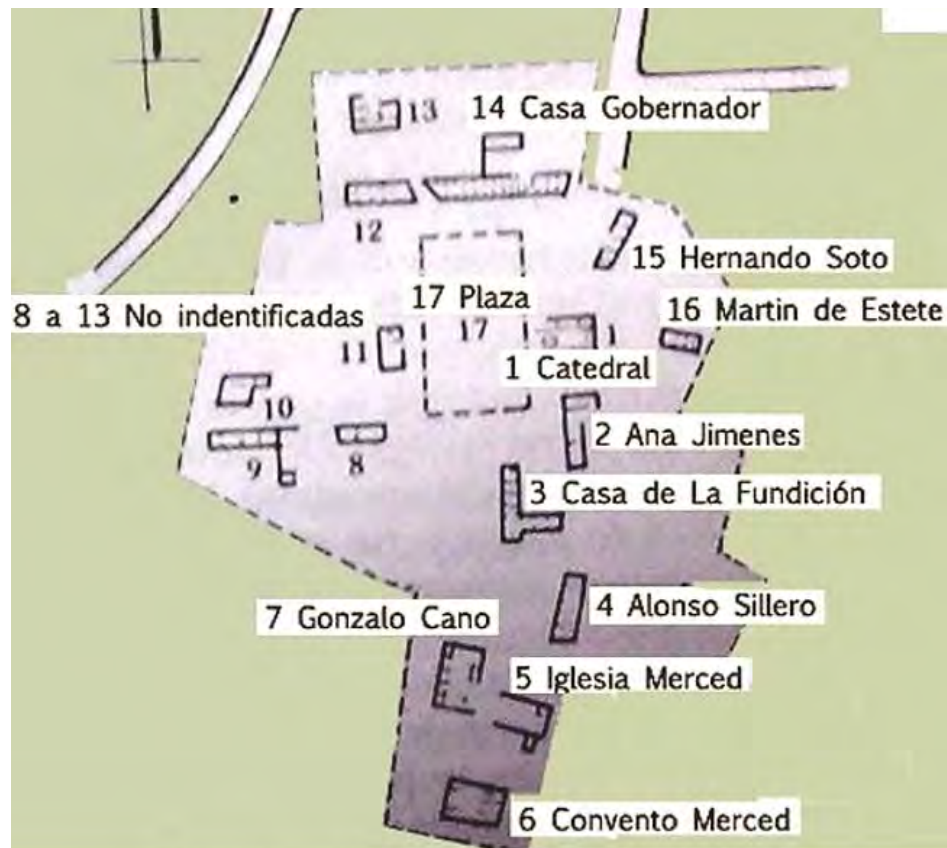 13
14 Casa Gobernador
12
15 Hernando Soto
17 Plaza
8 a 13 No indentificadas
16 Martin de Estete
11
17
1
1 Catedral
10
2 Ana Jimenes
9
8
3 Casa de La Fundición
4 Alonso Sillero
7 Gonzalo Cano
5 Iglesia Merced
6 Convento Merced